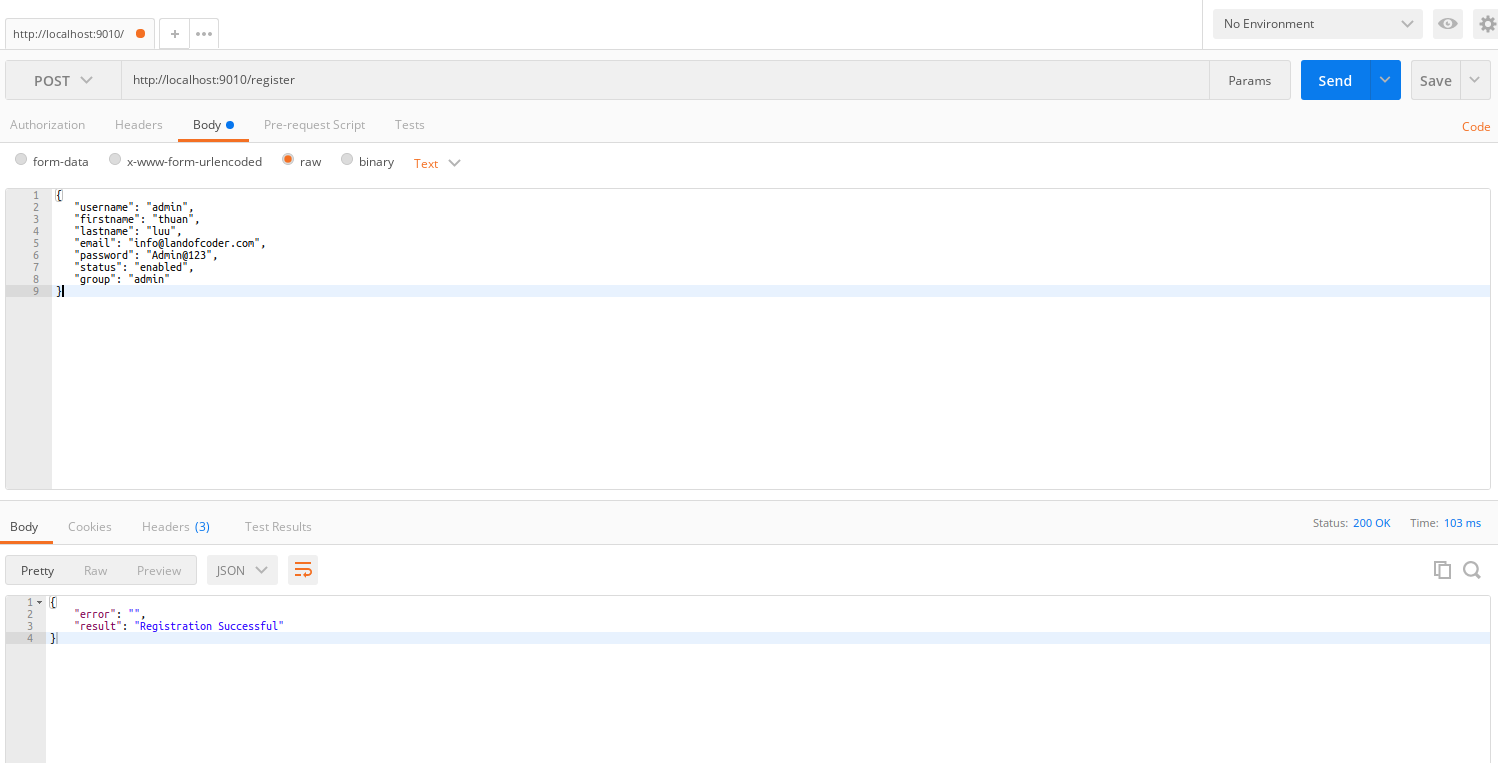 http://localhost:9010/ + ••• No Environment
POST http://localhost:9010/register Params Send Save
Authorization Headers Body Pre-request Script Tests Code
form-data x-www-form-urlencoded raw binary Text
1 {
2 "username": "admin",
3 "firstname": "thuan",
4 "lastname": "luu",
5 "email": "info@landofcoder.com",
6 "password": "Admin@123",
7 "status": "enabled",
8 "group": "admin"
9 }
Body Cookies Headers (3) Test Results Status: 200 OK Time: 103 ms
Pretty Raw Preview JSON
1 {
2 "error": "",
3 "result": "Registration Successful"
4 }